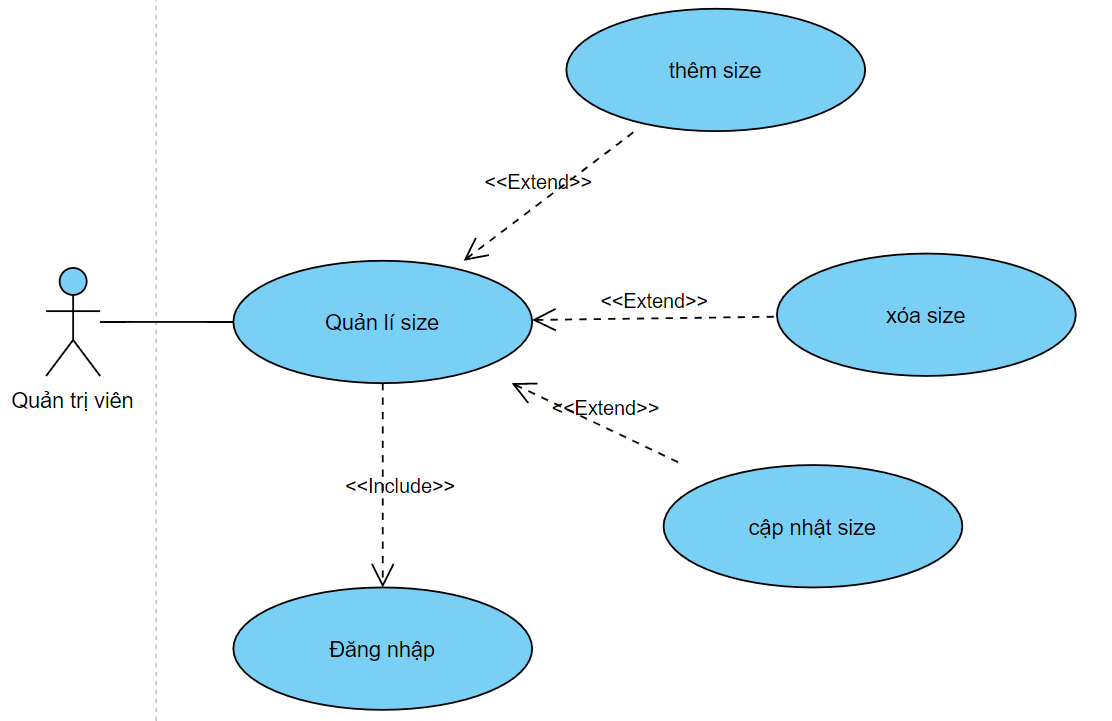 thêm size
<<Extend>>
<<Extend>>
xóa size
Quản lí size
Quản trị viên
<<Extend>>
<<Include>>
cập nhật size
Đăng nhập